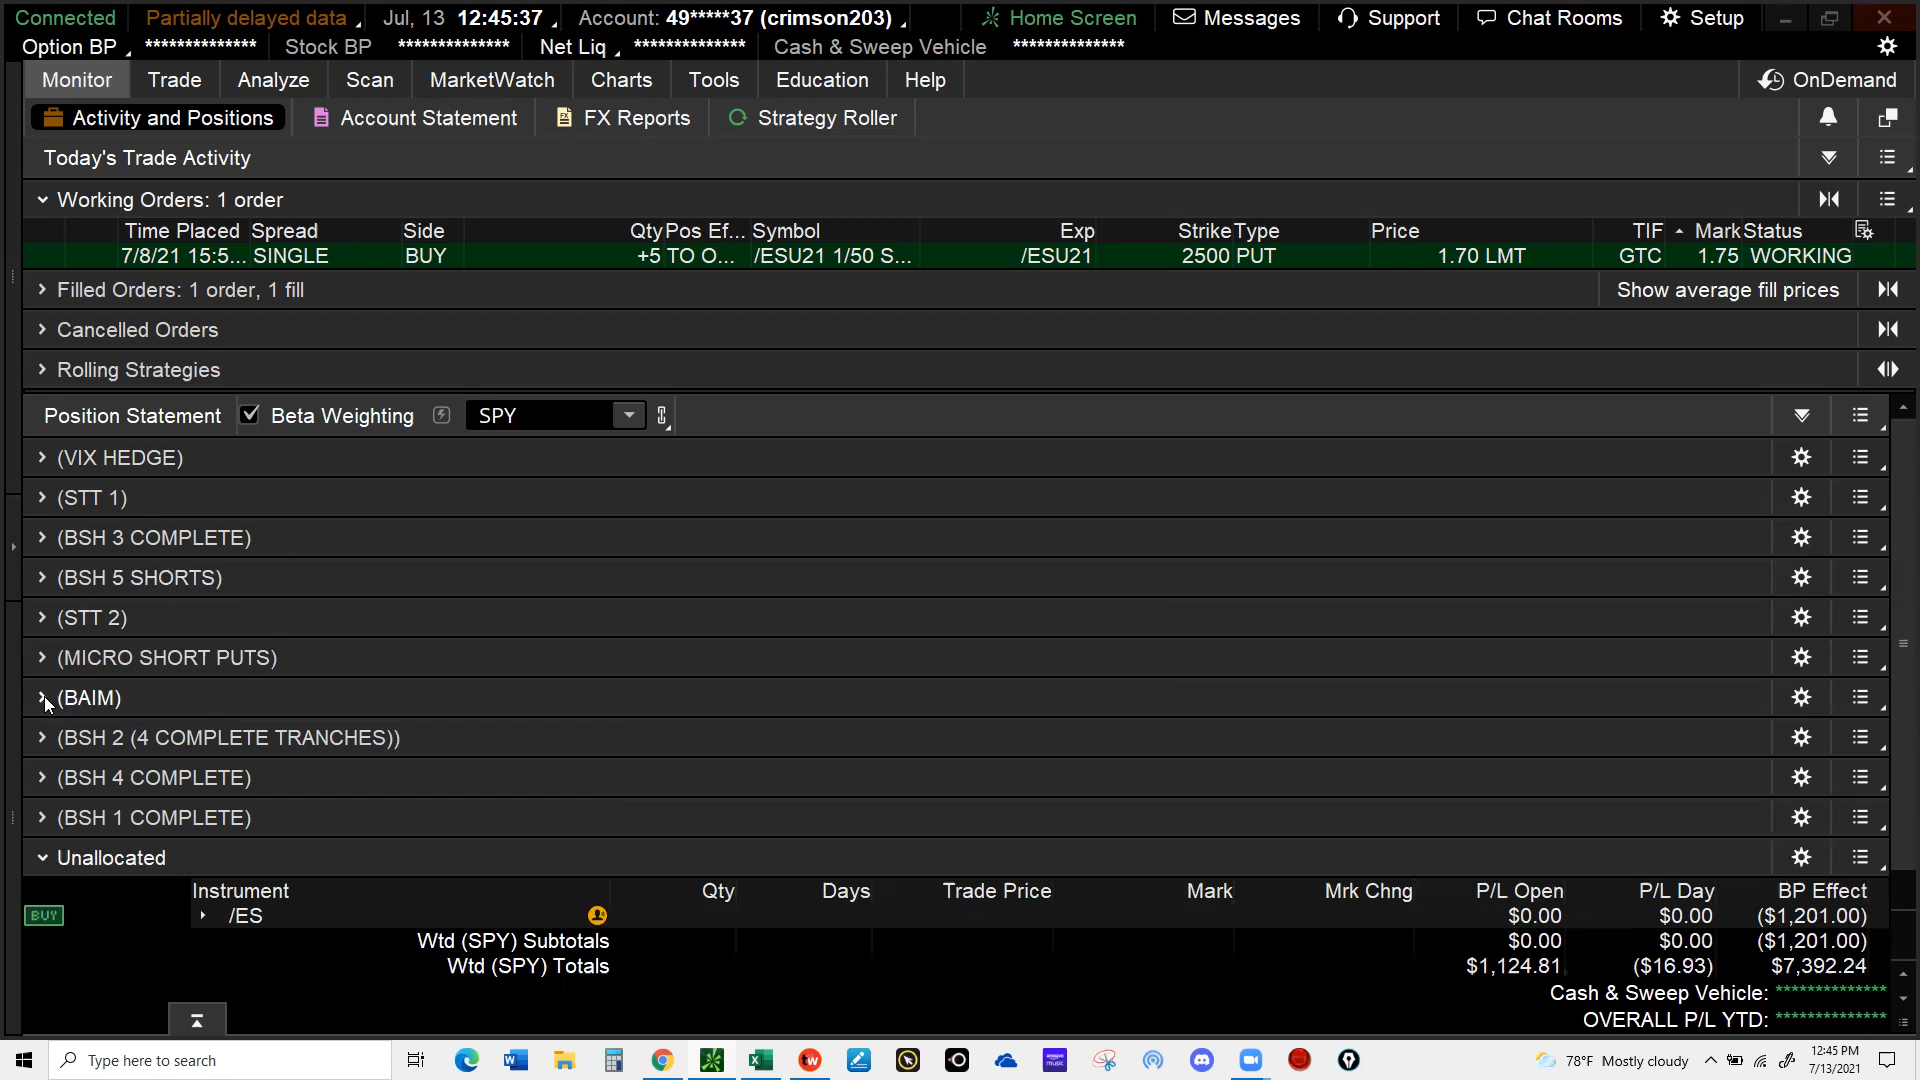 Connected Partially delayed data Jul, 13 12:45:37 Account: 49*****37 (crimson203) Home Screen Messages Support Chat Rooms Setup
Option BP ************** Stock BP ************** Net Liq ************** Cash & Sweep Vehicle **************
Monitor Trade Analyze Scan MarketWatch Charts Tools Education Help OnDemand
Activity and Positions Account Statement FX Reports Strategy Roller
Today's Trade Activity
Working Orders: 1 order
Time Placed Spread Side Qty Pos Ef... Symbol Exp Strike Type Price TIF Mark Status
7/8/21 15:5... SINGLE BUY +5 TO O... /ESU21 1/50 S... /ESU21 2500 PUT 1.70 LMT GTC 1.75 WORKING
Filled Orders: 1 order, 1 fill Show average fill prices
Cancelled Orders
Rolling Strategies
Position Statement Beta Weighting SPY
(VIX HEDGE)
(STT 1)
(BSH 3 COMPLETE)
(BSH 5 SHORTS)
(STT 2)
(MICRO SHORT PUTS)
(BAIM)
(BSH 2 (4 COMPLETE TRANCHES))
(BSH 4 COMPLETE)
(BSH 1 COMPLETE)
Unallocated
Instrument Qty Days Trade Price Mark Mrk Chng P/L Open P/L Day BP Effect
BUY /ES $0.00 $0.00 ($1,201.00)
Wtd (SPY) Subtotals $0.00 $0.00 ($1,201.00)
Wtd (SPY) Totals $1,124.81 ($16.93) $7,392.24
Cash & Sweep Vehicle: **************
OVERALL P/L YTD: **************
Type here to search 78°F Mostly cloudy 12:45 PM
7/13/2021